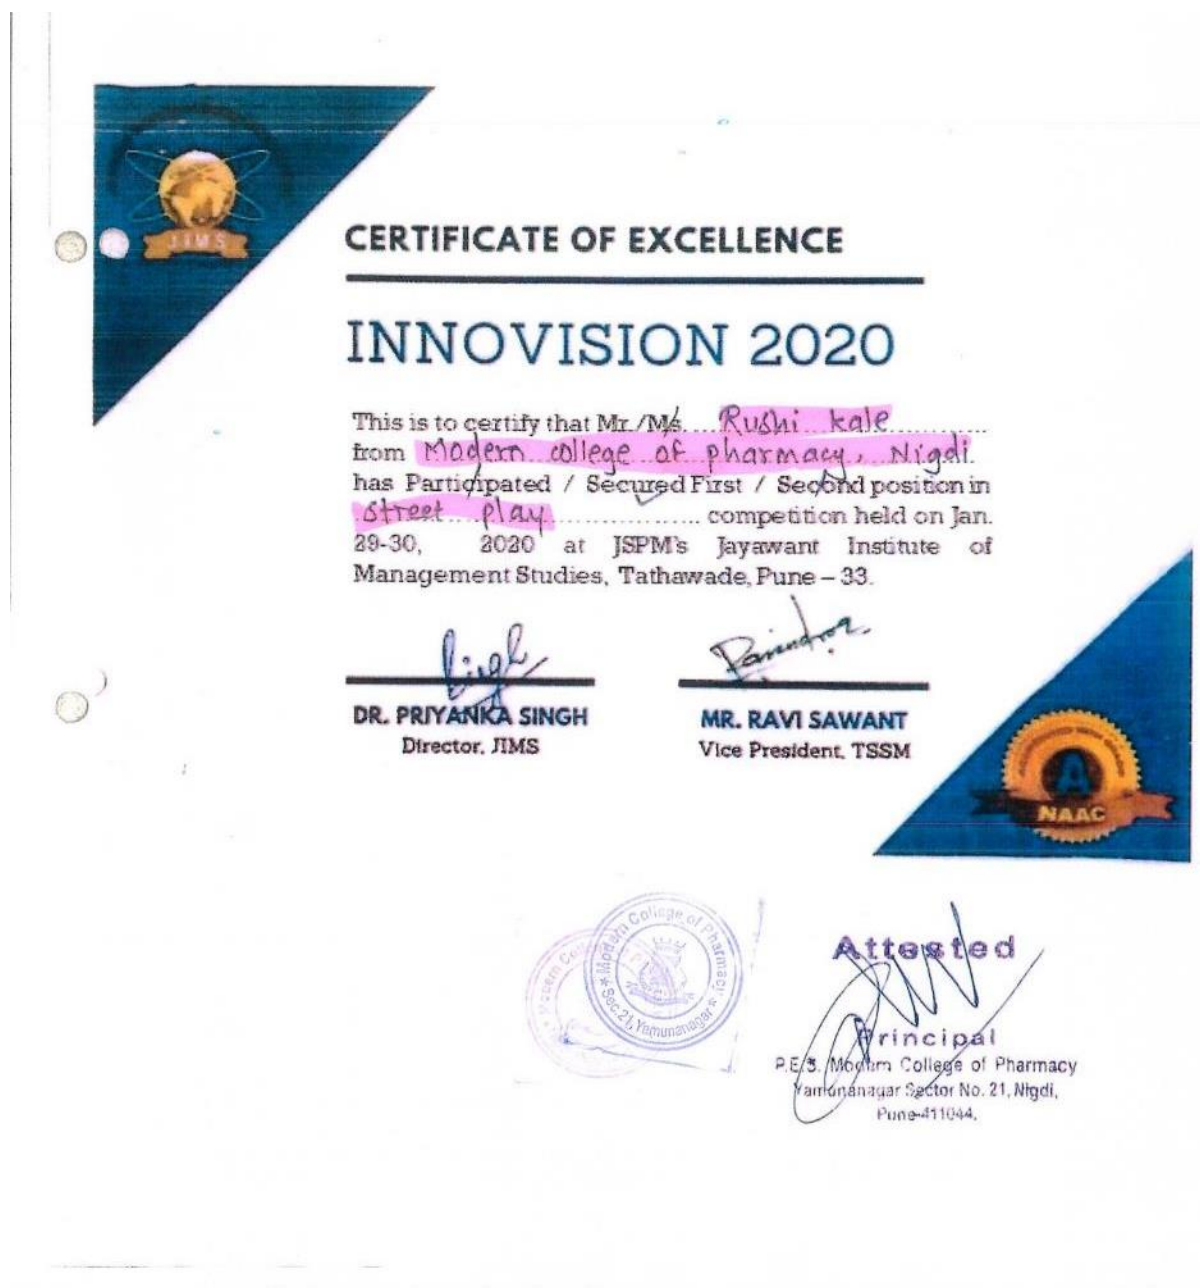 JIMS
CERTIFICATE OF EXCELLENCE
INNOVISION 2020
This is to certify that Mr./Ms. Rushi kale
from Modern college of pharmacy, Nigdi.
has Participated / Secured First / Second position in
street play .................. competition held on Jan.
29-30, 2020 at JSPM's Jayawant Institute of
Management Studies, Tathawade, Pune – 33.
DR. PRIYANKA SINGH
Director, JIMS
MR. RAVI SAWANT
Vice President, TSSM
A
NAAC
Modern College of Pharmacy
Sec.21, Yamunanagar
Attested
Principal
P.E.S. Modern College of Pharmacy
Yamunanagar Sector No. 21, Nigdi,
Pune-411044.